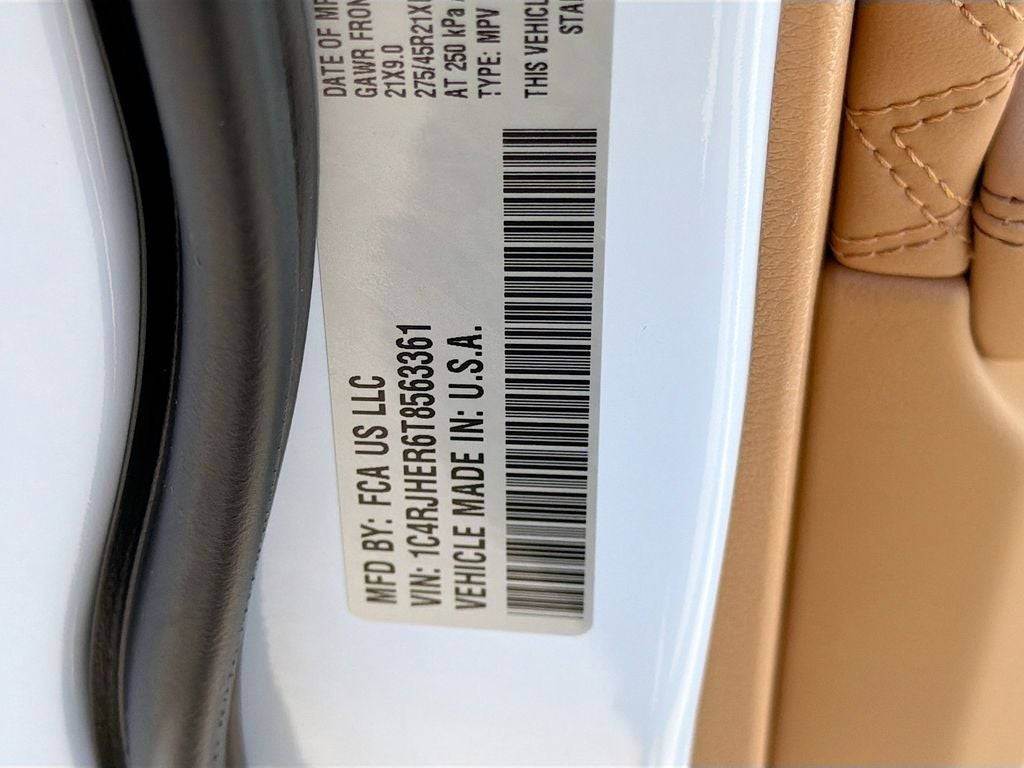 MFD BY: FCA US LLC
VIN: 1C4RJHER6T8563361
VEHICLE MADE IN: U.S.A.
DATE OF
GAWR
21X9.0
AT 250 kPa
TYPE: MPV
THIS